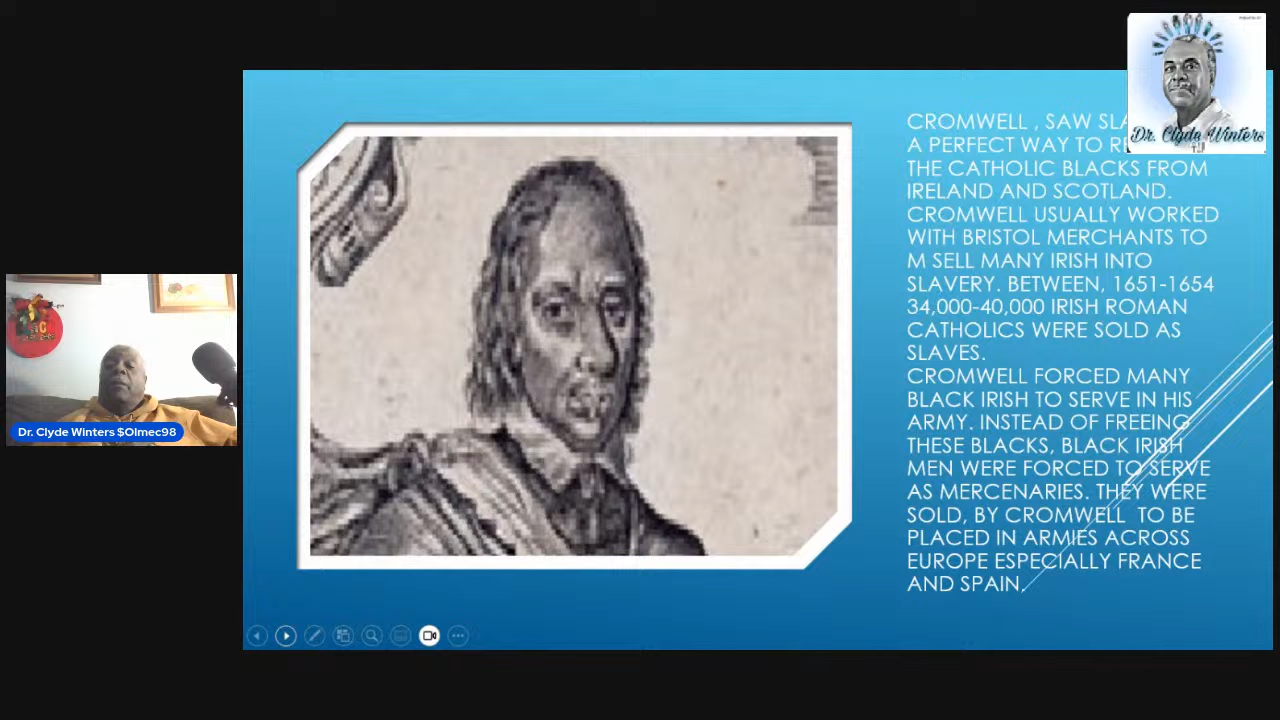 CROMWELL , SAW
A PERFECT WAY TO
THE CATHOLIC BLACKS FROM
IRELAND AND SCOTLAND.
CROMWELL USUALLY WORKED
WITH BRISTOL MERCHANTS TO
M SELL MANY IRISH INTO
SLAVERY. BETWEEN, 1651-1654
34,000-40,000 IRISH ROMAN
CATHOLICS WERE SOLD AS
SLAVES.
CROMWELL FORCED MANY
BLACK IRISH TO SERVE IN HIS
ARMY. INSTEAD OF FREEING
THESE BLACKS, BLACK IRISH
MEN WERE FORCED TO SERVE
AS MERCENARIES. THEY WERE
SOLD, BY CROMWELL TO BE
PLACED IN ARMIES ACROSS
EUROPE ESPECIALLY FRANCE
AND SPAIN.
Dr. Clyde Winters
Dr. Clyde Winters $Olmec98